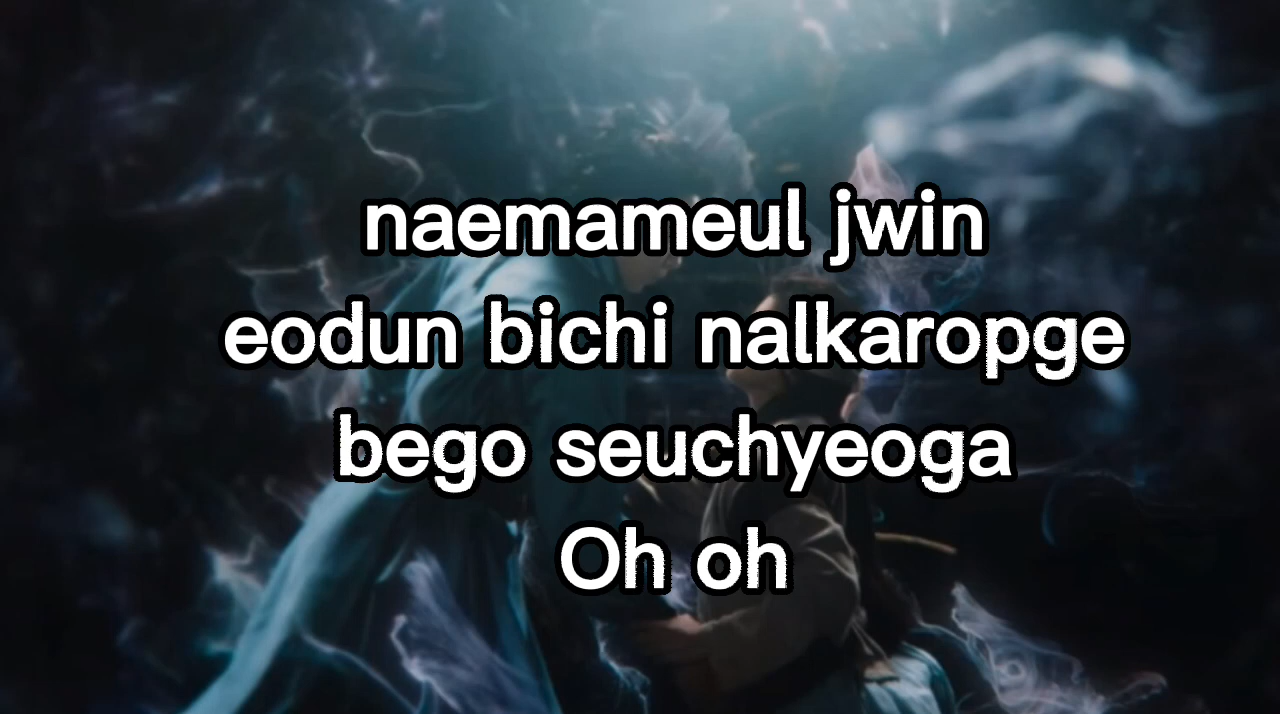 naemameul jwin
eodun bichi nalkaropge
bego seuchyeoga
Oh oh